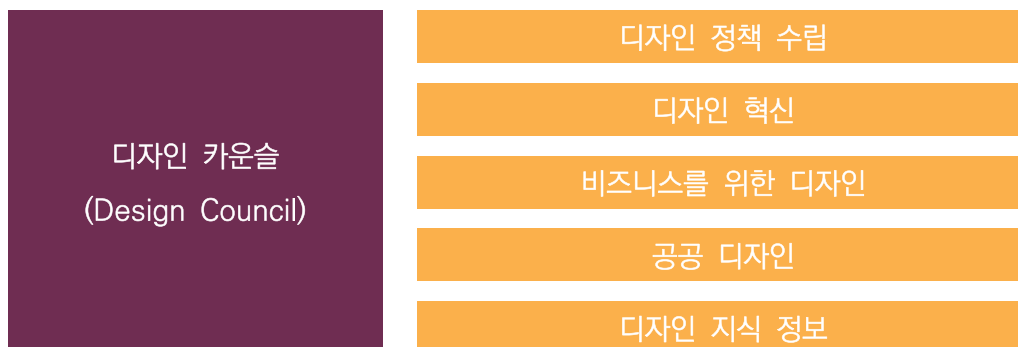 디자인 카운슬
(Design Council)
디자인 정책 수립
디자인 혁신
비즈니스를 위한 디자인
공공 디자인
디자인 지식 정보